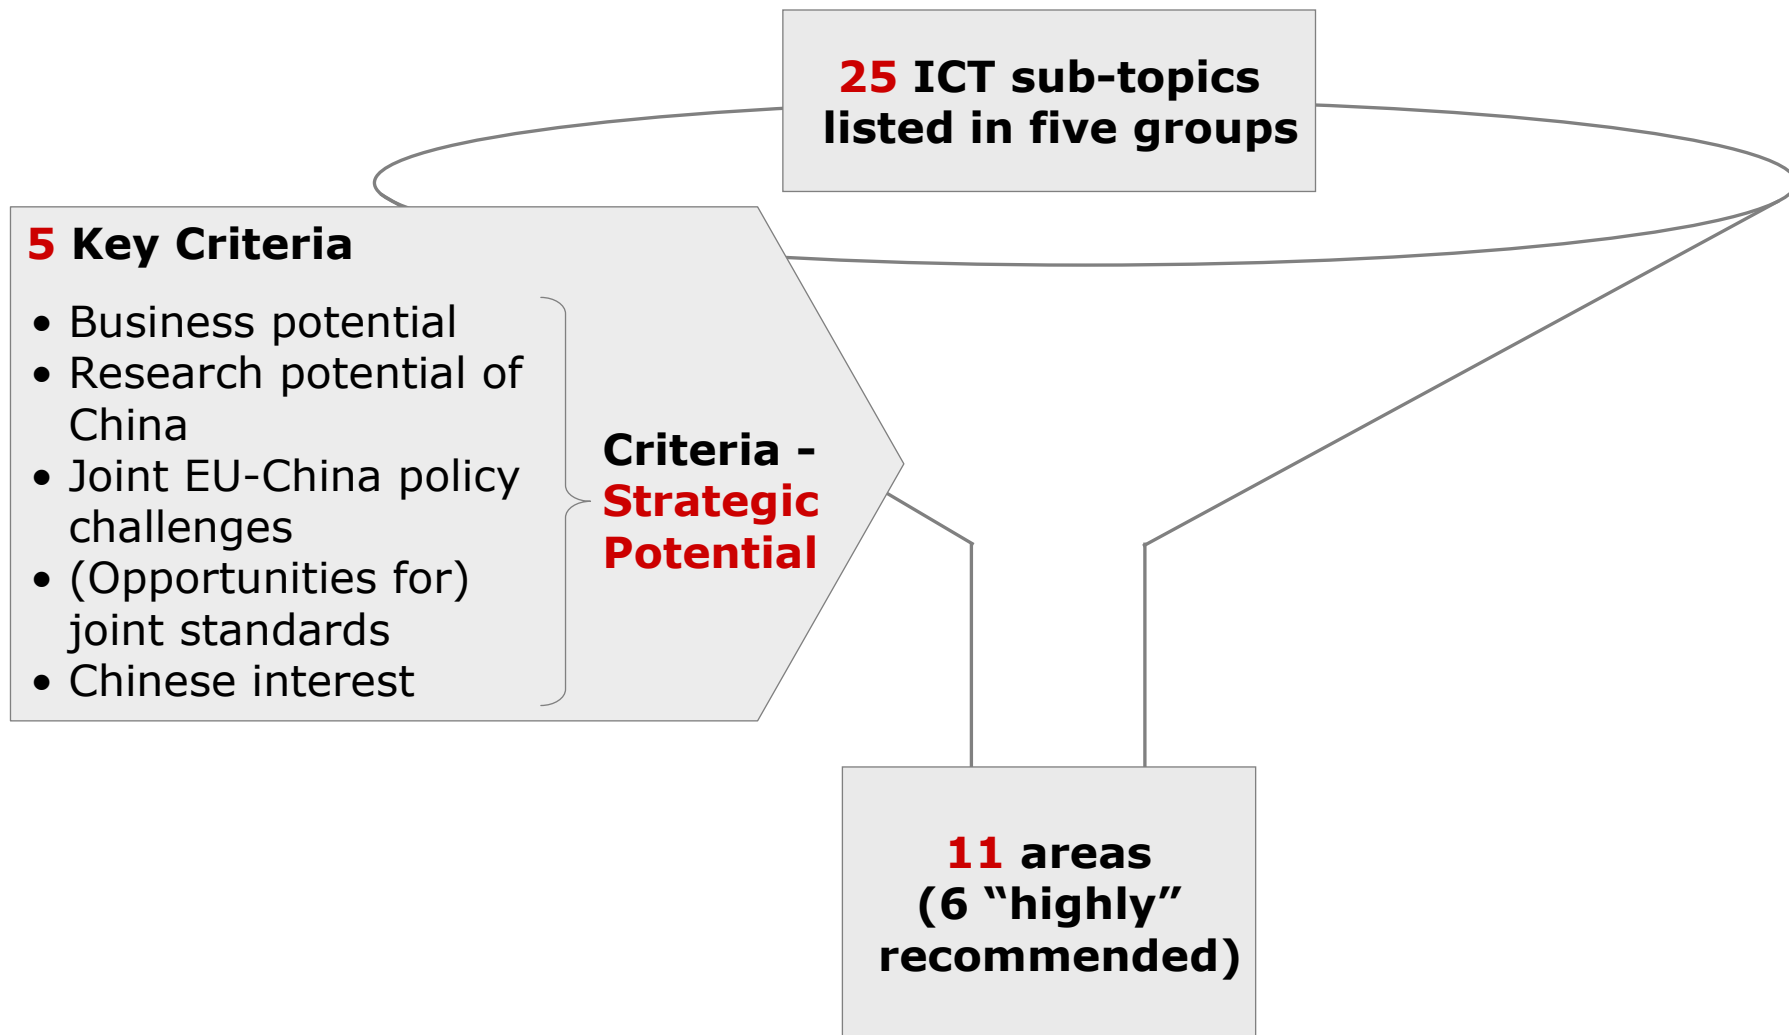 25 ICT sub-topics
listed in five groups
5 Key Criteria
• Business potential
• Research potential of
China
• Joint EU-China policy
challenges
• (Opportunities for)
joint standards
• Chinese interest
Criteria -
Strategic
Potential
11 areas
(6 “highly”
recommended)